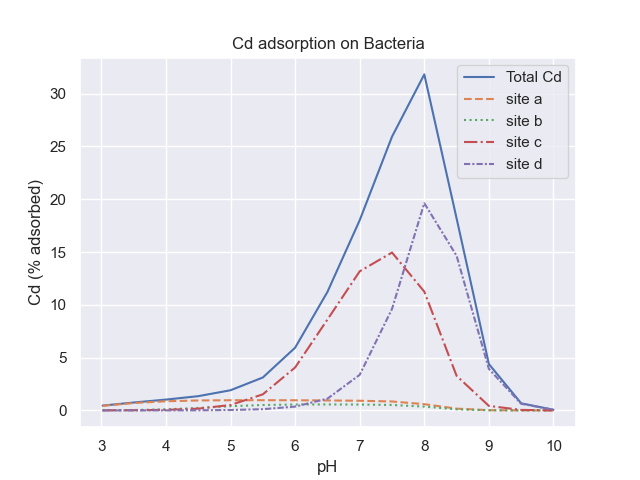 Cd adsorption on Bacteria
Total Cd
site a
site b
site c
site d
Cd (% adsorbed)
30
25
20
15
10
5
0
3 4 5 6 7 8 9 10
pH